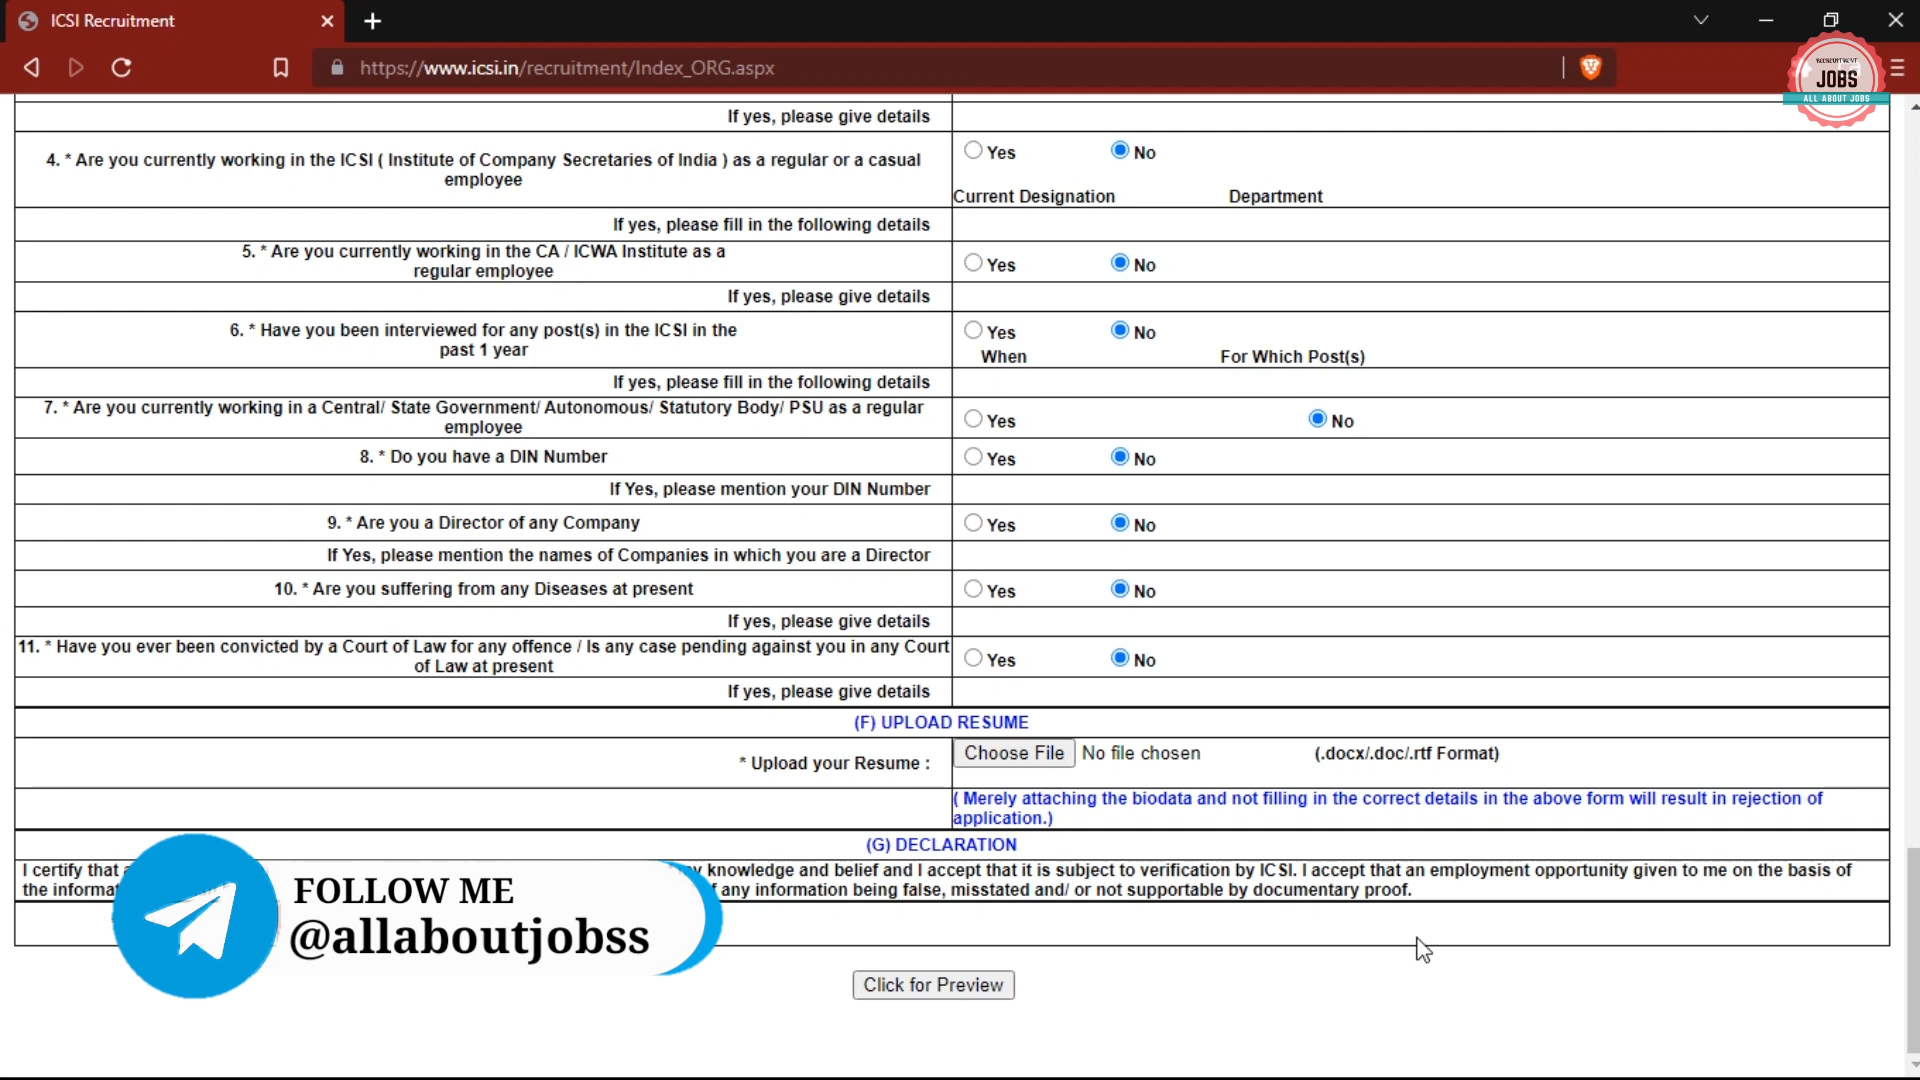 ICSI Recruitment
https://www.icsi.in/recruitment/Index_ORG.aspx
RECRUITMENT
JOBS
ALL ABOUT JOBS
If yes, please give details
4. * Are you currently working in the ICSI ( Institute of Company Secretaries of India ) as a regular or a casual
employee
Yes No
Current Designation Department
If yes, please fill in the following details
5. * Are you currently working in the CA / ICWA Institute as a
regular employee
Yes No
If yes, please give details
6. * Have you been interviewed for any post(s) in the ICSI in the
past 1 year
Yes No
When For Which Post(s)
If yes, please fill in the following details
7. * Are you currently working in a Central/ State Government/ Autonomous/ Statutory Body/ PSU as a regular
employee
Yes No
8. * Do you have a DIN Number
Yes No
If Yes, please mention your DIN Number
9. * Are you a Director of any Company
Yes No
If Yes, please mention the names of Companies in which you are a Director
10. * Are you suffering from any Diseases at present
Yes No
If yes, please give details
11. * Have you ever been convicted by a Court of Law for any offence / Is any case pending against you in any Court
of Law at present
Yes No
If yes, please give details
(F) UPLOAD RESUME
* Upload your Resume :
Choose File No file chosen (.docx/.doc/.rtf Format)
( Merely attaching the biodata and not filling in the correct details in the above form will result in rejection of
application.)
(G) DECLARATION
I certify that knowledge and belief and I accept that it is subject to verification by ICSI. I accept that an employment opportunity given to me on the basis of
the any information being false, misstated and/ or not supportable by documentary proof.
FOLLOW ME
@allaboutjobss
Click for Preview